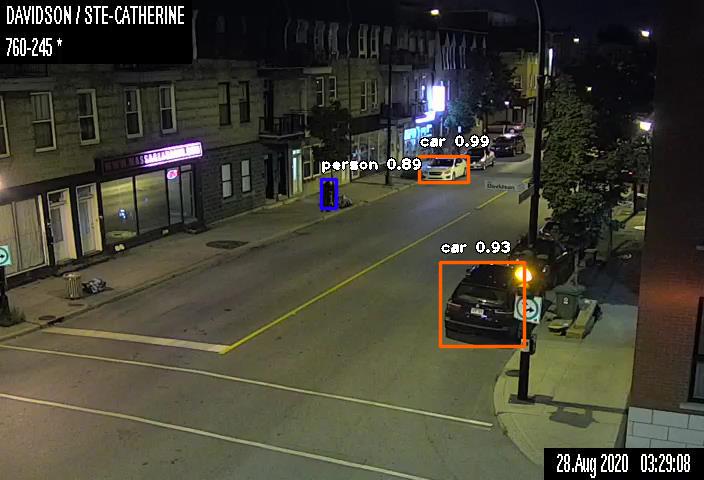 DAVIDSON / STE-CATHERINE
760-245 *
car 0.99
person 0.89
Davidson
car 0.93
28.Aug 2020 03:29:08